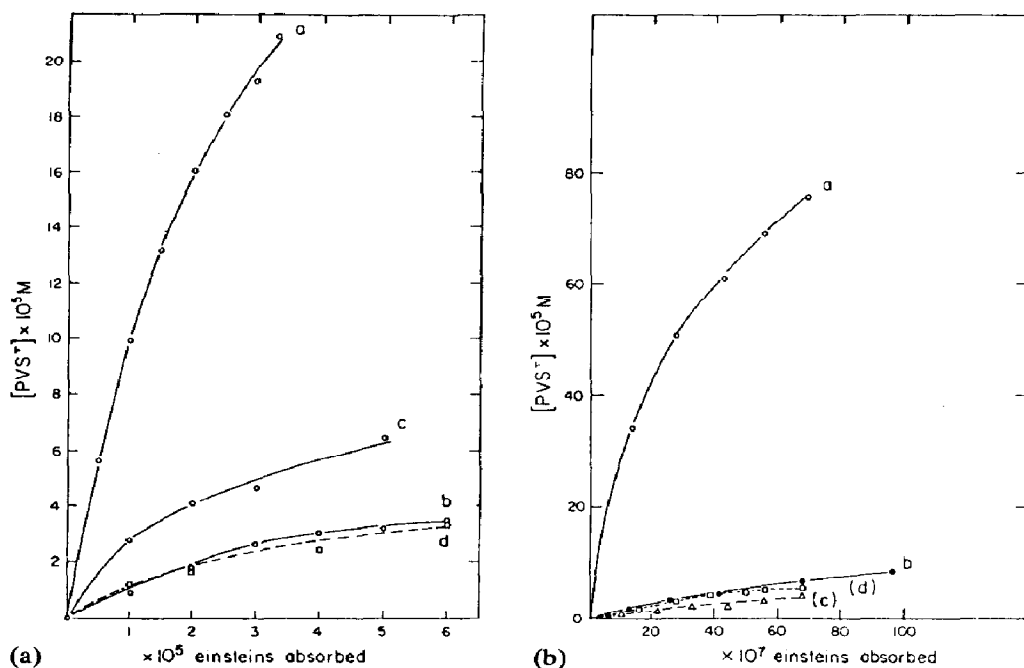 20
18
16
14
12
10
8
6
4
2
[PVS⁻] × 10⁵ M
a
c
b
d
1 2 3 4 5 6
(a) ×10⁵ einsteins absorbed
80
60
40
20
[PVS⁻] × 10⁵ M
a
b
(d)
(c)
20 40 60 80 100
(b) × 10⁷ einsteins absorbed